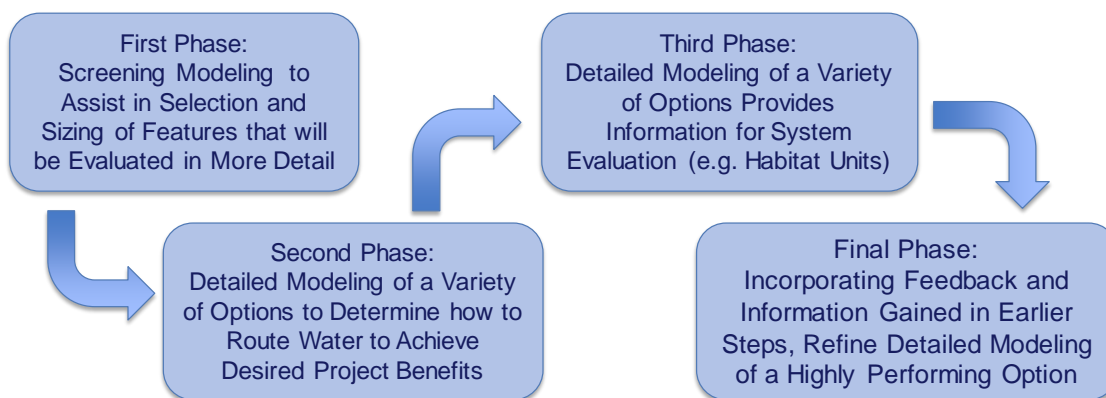 First Phase:
Screening Modeling to
Assist in Selection and
Sizing of Features that will
be Evaluated in More Detail
Second Phase:
Detailed Modeling of a Variety
of Options to Determine how to
Route Water to Achieve
Desired Project Benefits
Third Phase:
Detailed Modeling of a Variety
of Options Provides
Information for System
Evaluation (e.g. Habitat Units)
Final Phase:
Incorporating Feedback and
Information Gained in Earlier
Steps, Refine Detailed Modeling
of a Highly Performing Option